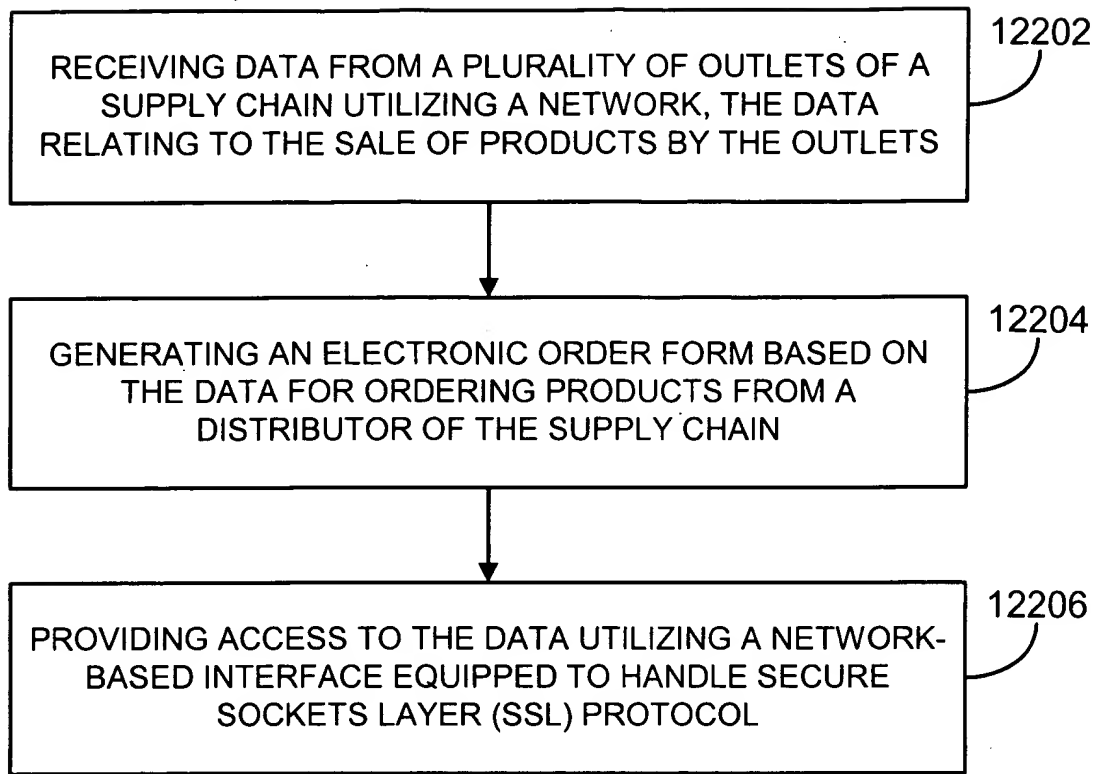 12202
RECEIVING DATA FROM A PLURALITY OF OUTLETS OF A
SUPPLY CHAIN UTILIZING A NETWORK, THE DATA
RELATING TO THE SALE OF PRODUCTS BY THE OUTLETS
12204
GENERATING AN ELECTRONIC ORDER FORM BASED ON
THE DATA FOR ORDERING PRODUCTS FROM A
DISTRIBUTOR OF THE SUPPLY CHAIN
12206
PROVIDING ACCESS TO THE DATA UTILIZING A NETWORK-
BASED INTERFACE EQUIPPED TO HANDLE SECURE
SOCKETS LAYER (SSL) PROTOCOL